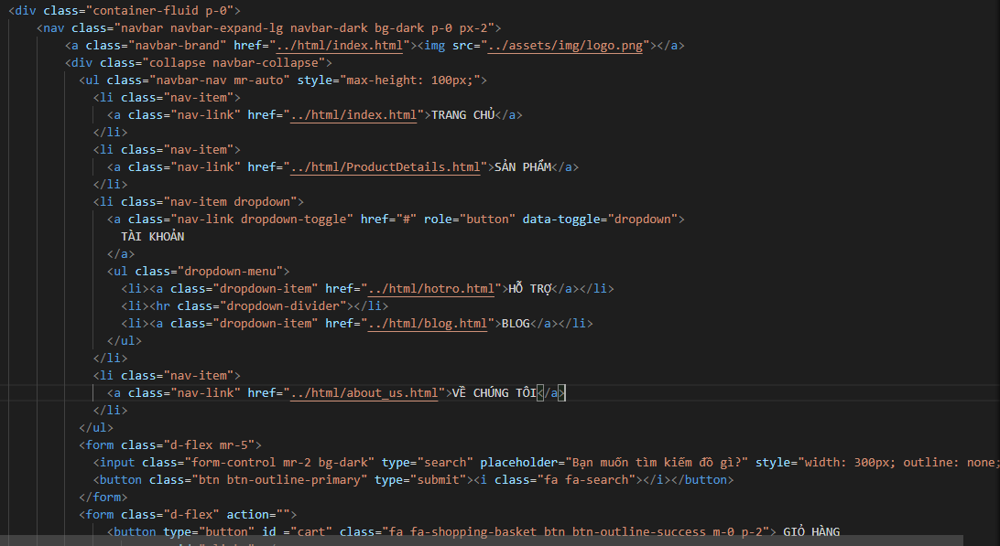 <div class="container-fluid p-0">
<nav class="navbar navbar-expand-lg navbar-dark bg-dark p-0 px-2">
<a class="navbar-brand" href="../html/index.html"><img src="../assets/img/logo.png"></a>
<div class="collapse navbar-collapse">
<ul class="navbar-nav mr-auto" style="max-height: 100px;">
<li class="nav-item">
<a class="nav-link" href="../html/index.html">TRANG CHỦ</a>
</li>
<li class="nav-item">
<a class="nav-link" href="../html/ProductDetails.html">SẢN PHẨM</a>
</li>
<li class="nav-item dropdown">
<a class="nav-link dropdown-toggle" href="#" role="button" data-toggle="dropdown">
TÀI KHOẢN
</a>
<ul class="dropdown-menu">
<li><a class="dropdown-item" href="../html/hotro.html">HỖ TRỢ</a></li>
<li><hr class="dropdown-divider"></li>
<li><a class="dropdown-item" href="../html/blog.html">BLOG</a></li>
</ul>
</li>
<li class="nav-item">
<a class="nav-link" href="../html/about_us.html">VỀ CHÚNG TÔI</a>
</li>
</ul>
<form class="d-flex mr-5">
<input class="form-control mr-2 bg-dark" type="search" placeholder="Bạn muốn tìm kiếm đồ gì?" style="width: 300px; outline: none;
<button class="btn btn-outline-primary" type="submit"><i class="fa fa-search"></i></button>
</form>
<form class="d-flex" action="">
<button type="button" id ="cart" class="fa fa-shopping-basket btn btn-outline-success m-0 p-2"> GIỎ HÀNG